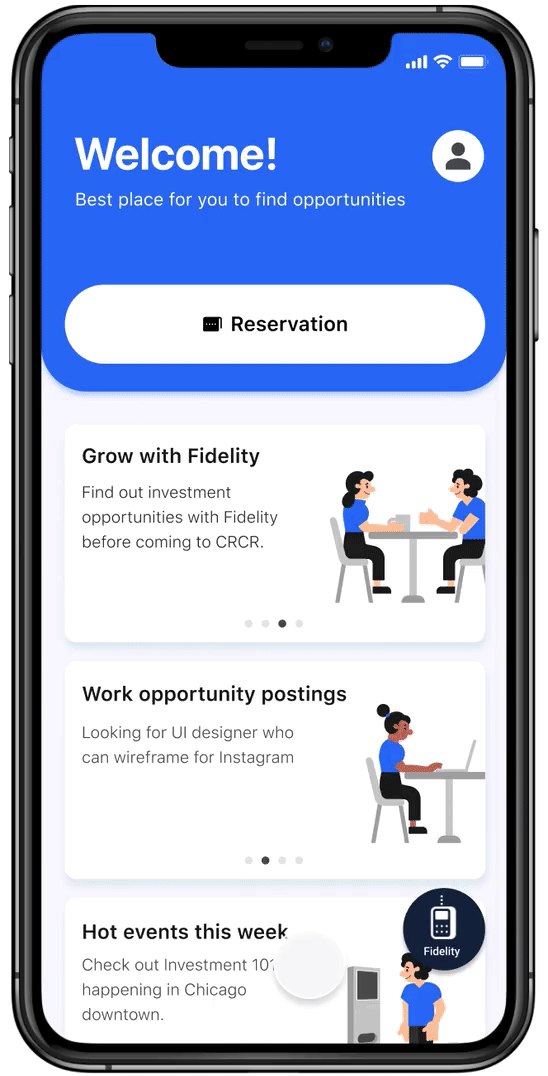 Welcome!
Best place for you to find opportunities
Reservation
Grow with Fidelity
Find out investment
opportunities with Fidelity
before coming to CRCR.
Work opportunity postings
Looking for UI designer who
can wireframe for Instagram
Hot events this week
Check out Investment 101
happening in Chicago
downtown.
Fidelity